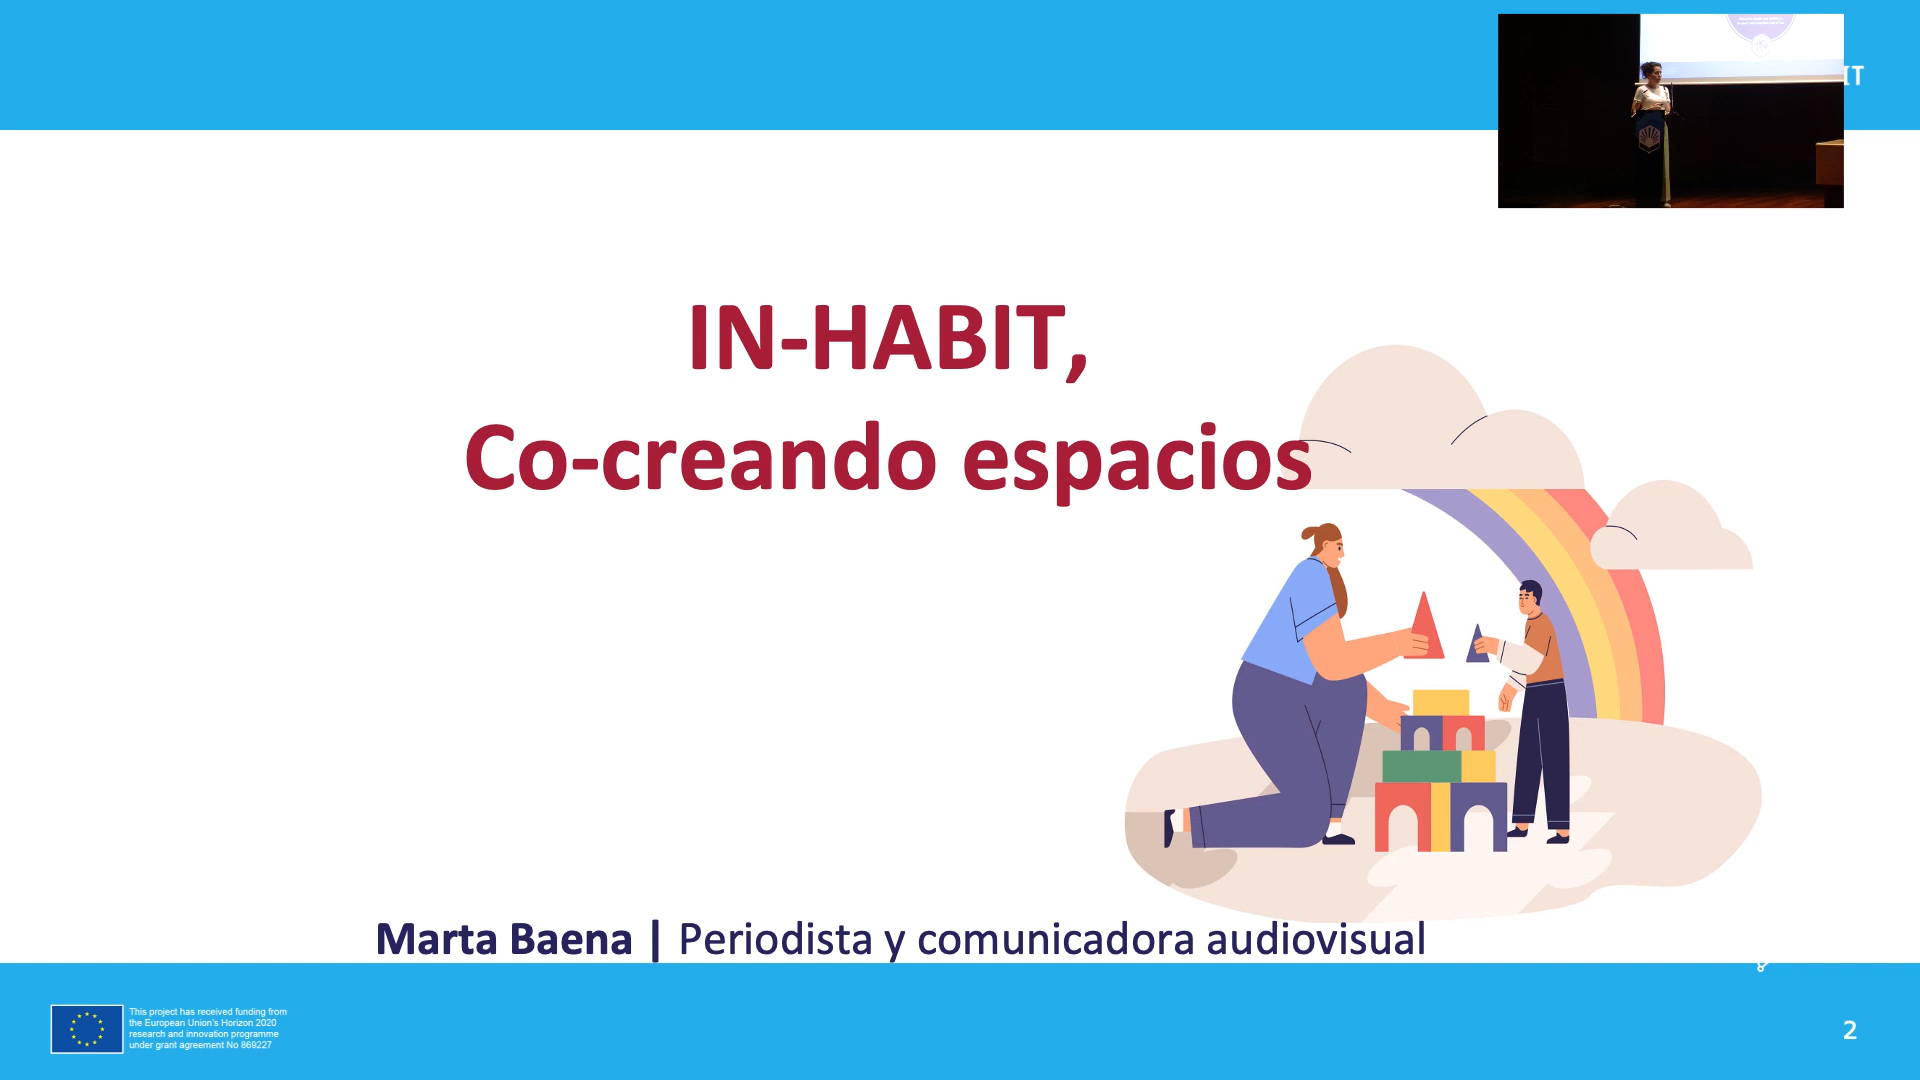 IT
IN-HABIT,
Co-creando espacios
Marta Baena | Periodista y comunicadora audiovisual
This project has received funding from
the European Union's Horizon 2020
research and innovation programme
under grant agreement No 869227
2